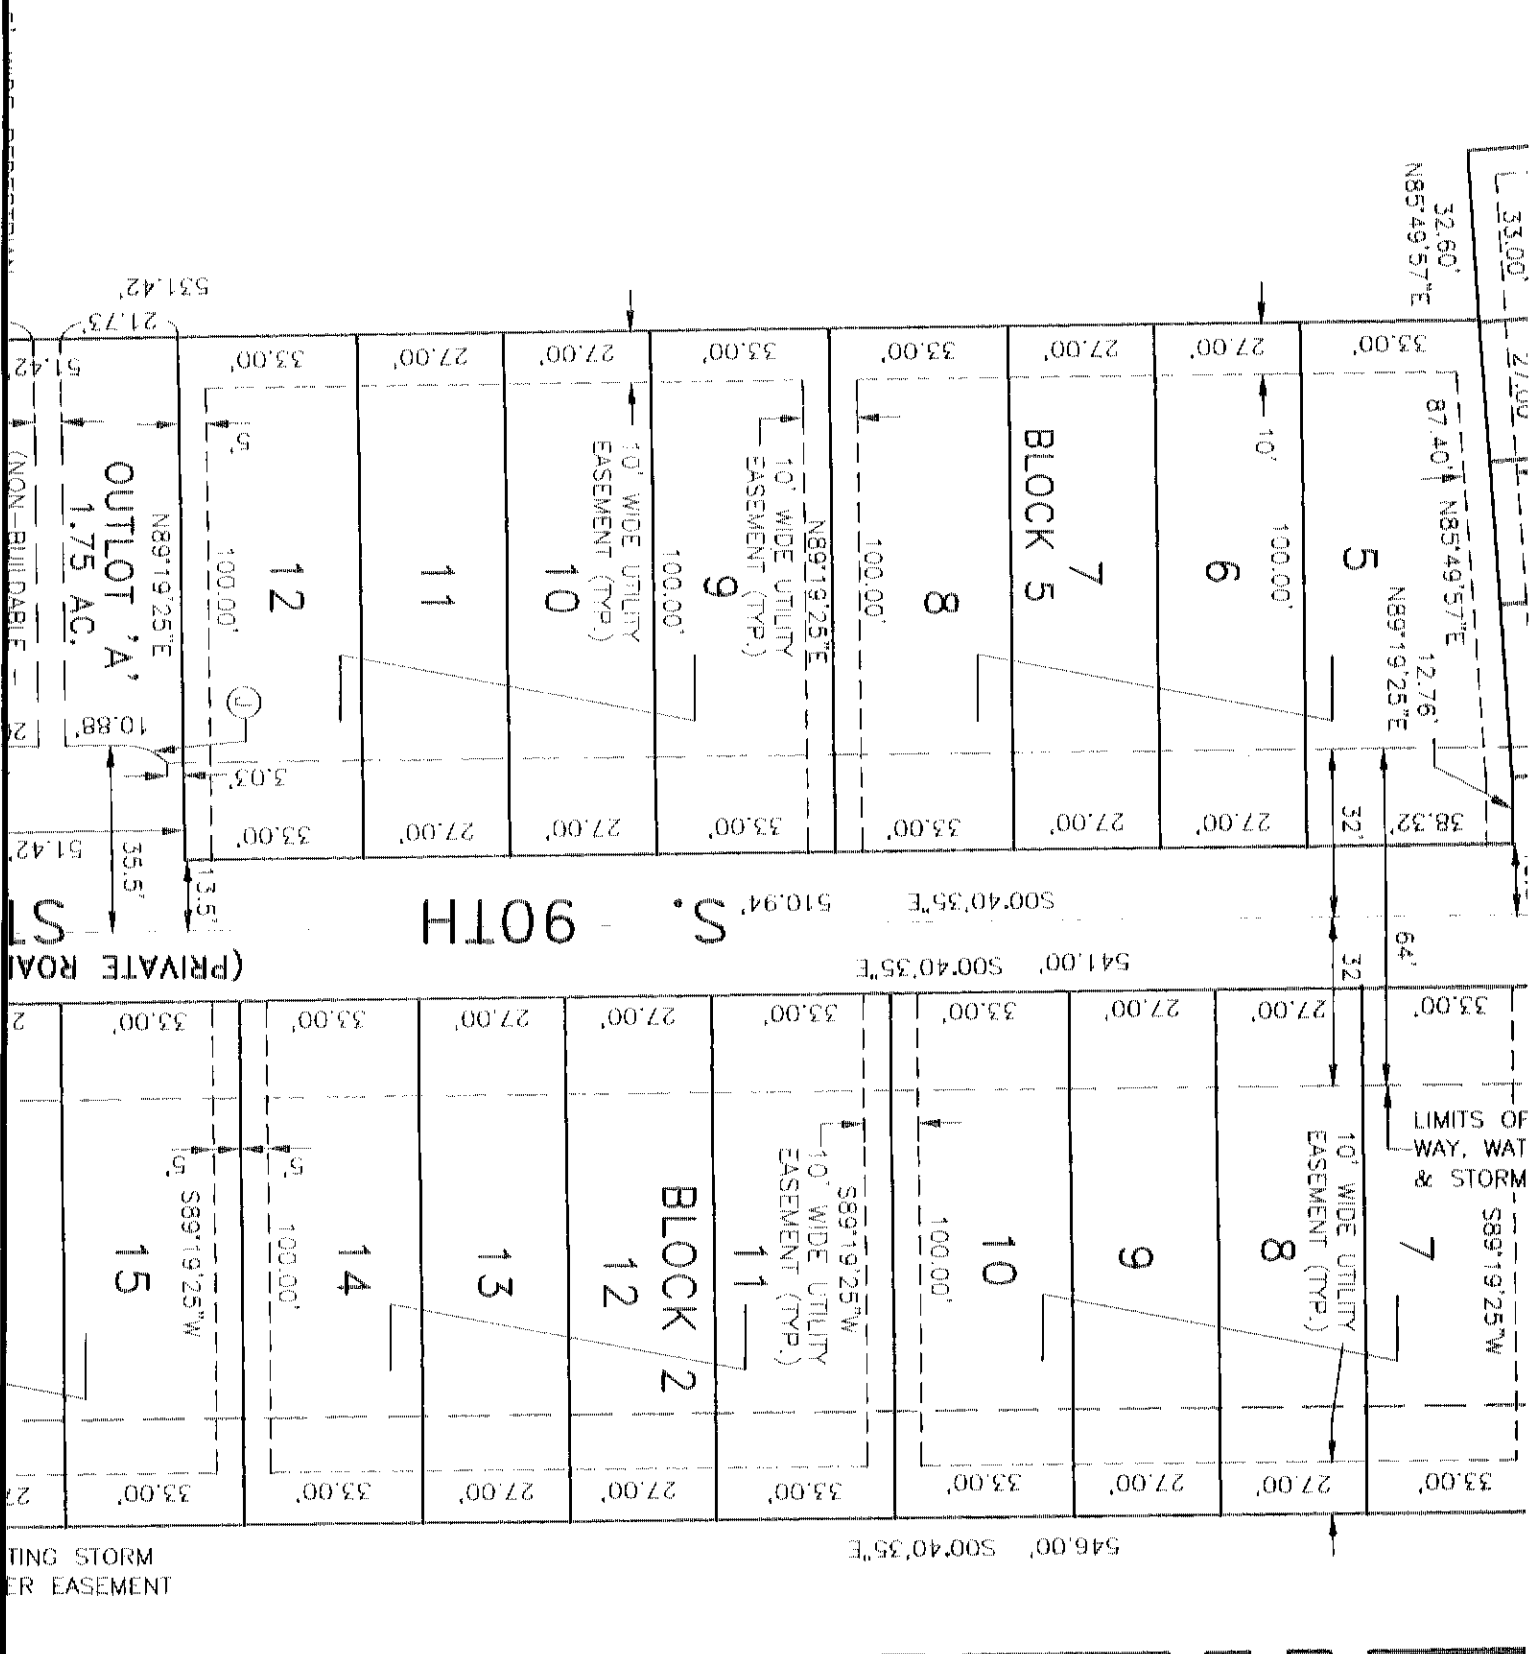 33.00'
27.00'
32.60'
N85°49'57"E
531.42'
21.73'
51.42'
33.00'
27.00'
27.00'
33.00'
33.00'
27.00'
27.00'
33.00'
5'
10'
87.40'
N85°49'57"E
(NON-BUILDABLE -
OUTLOT 'A'
1.75 AC.
N89°19'25"E
100.00'
12
11
10
10' WIDE UTILITY
EASEMENT (TYP.)
100.00'
9
10' WIDE UTILITY
EASEMENT (TYP.)
N89°19'25"E
100.00'
8
BLOCK 5
7
6
100.00'
5
N89°19'25"E
12.76'
10.88'
J
3.03'
51.42'
33.00'
27.00'
27.00'
33.00'
33.00'
27.00'
27.00'
32'
38.32'
35.5'
13.5'
S. 90TH ST
(PRIVATE ROA
510.94'
S00°40'35"E
541.00'
S00°40'35"E
32
64'
33.00'
33.00'
27.00'
27.00'
33.00'
33.00'
27.00'
27.00'
33.00'
LIMITS OF
WAY, WAT
& STORM
5'
5'
S89°19'25"W
15
100.00'
14
13
BLOCK 2
12
11
10' WIDE UTILITY
EASEMENT (TYP.)
S89°19'25"W
100.00'
10
9
8
10' WIDE UTILITY
EASEMENT (TYP.)
7
S89°19'25"W
33.00'
33.00'
27.00'
27.00'
33.00'
33.00'
27.00'
27.00'
33.00'
546.00'
S00°40'35"E
TING STORM
ER EASEMENT